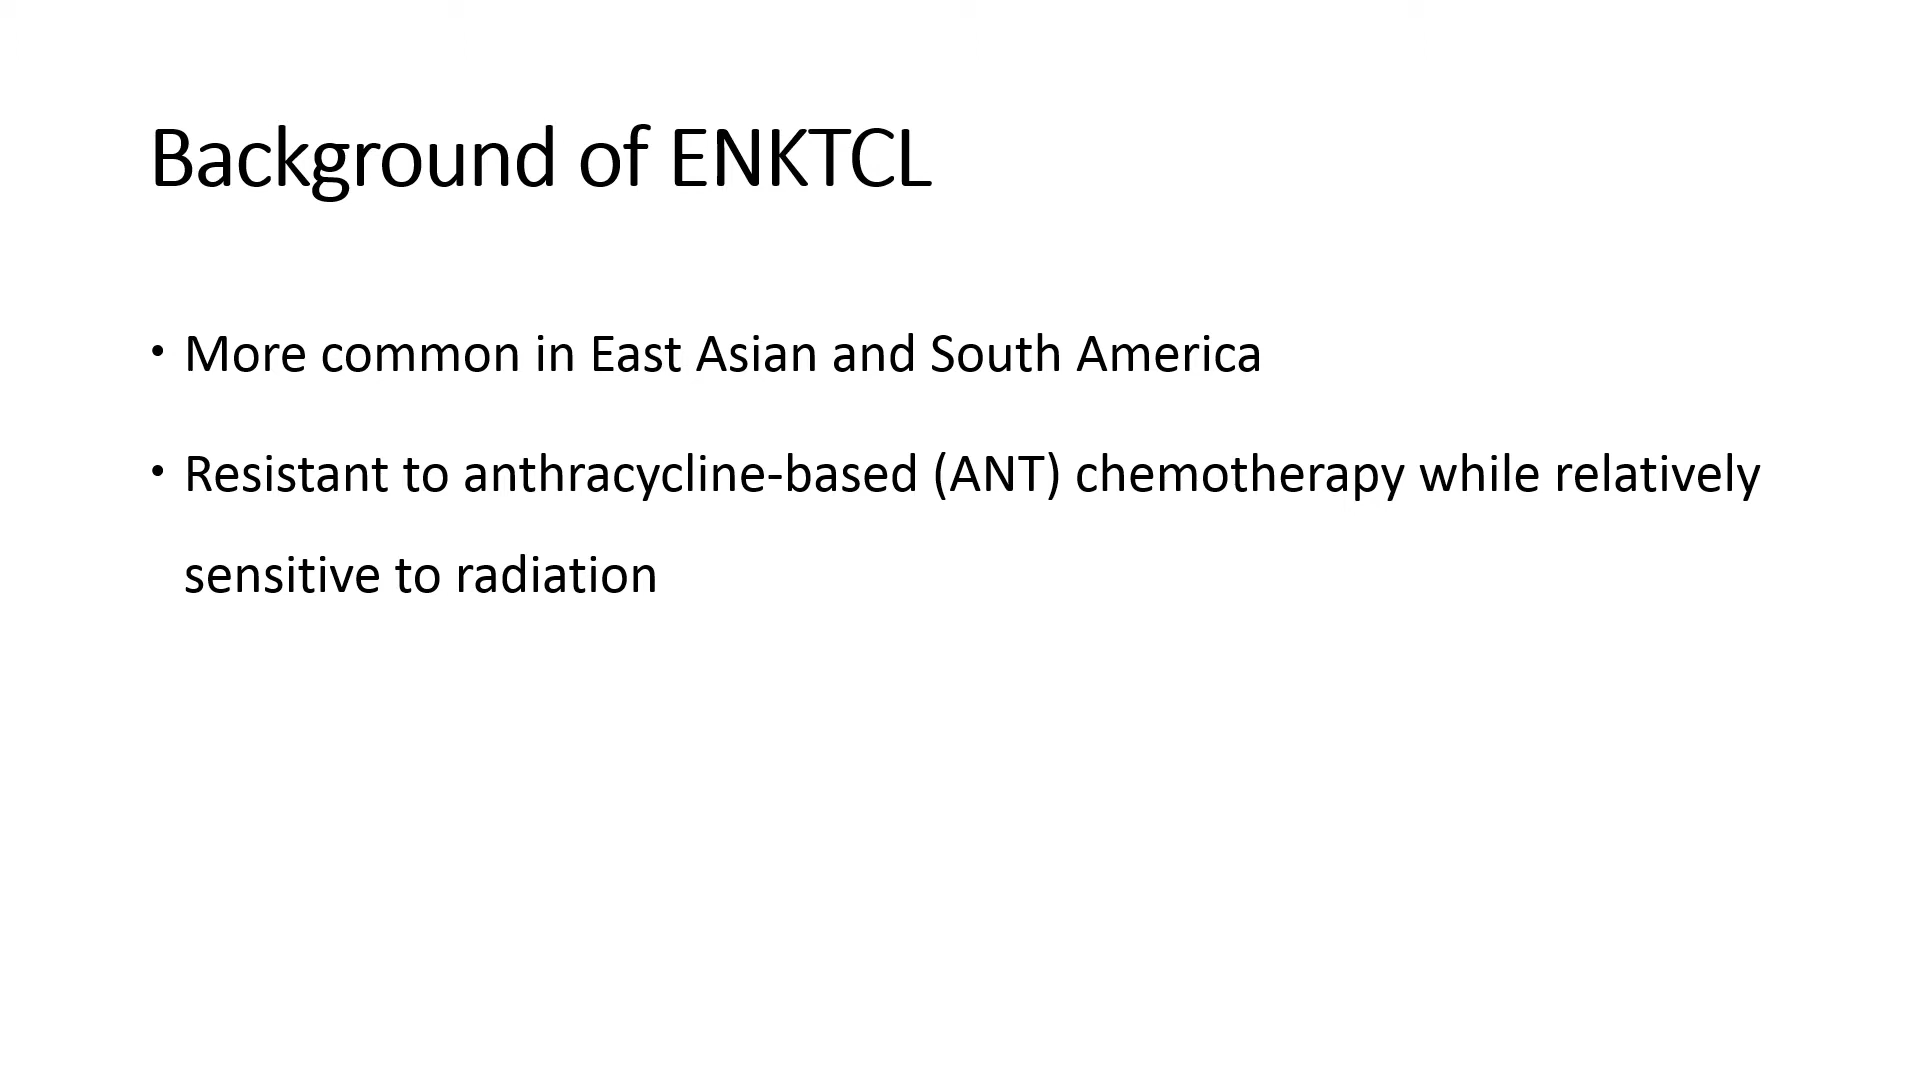 Background of ENKTCL
• More common in East Asian and South America
• Resistant to anthracycline-based (ANT) chemotherapy while relatively
sensitive to radiation